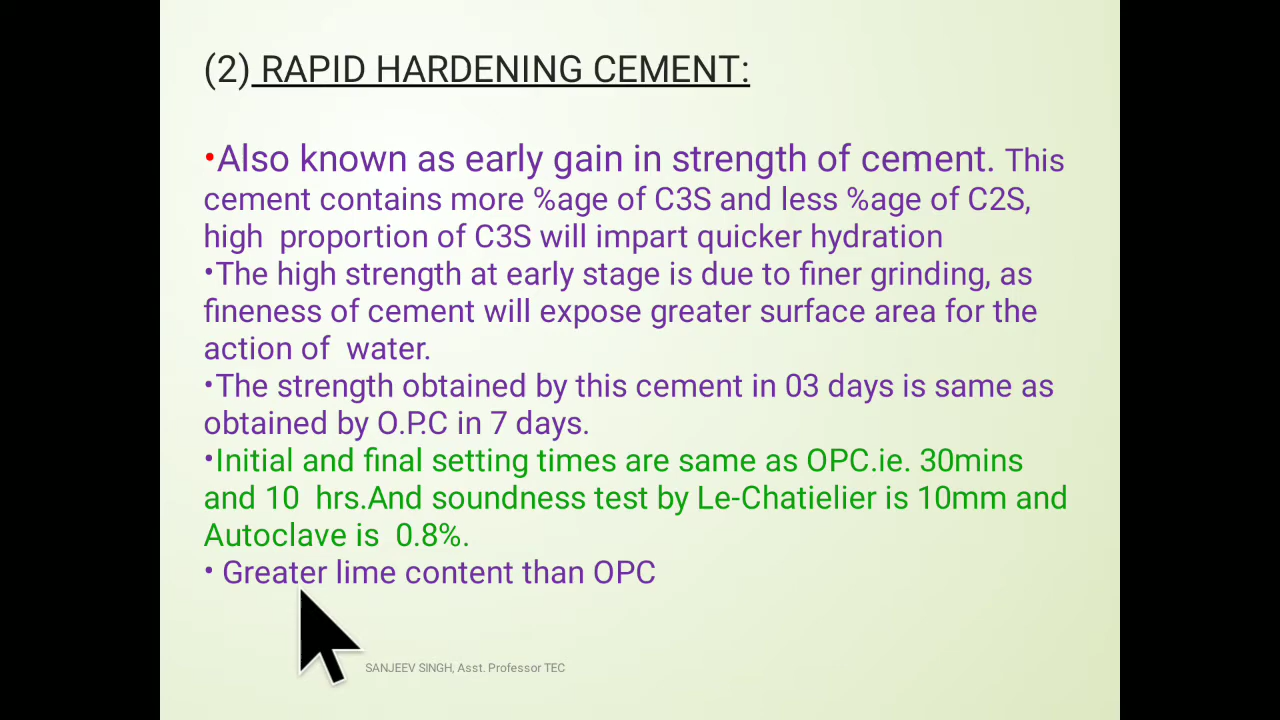 (2) RAPID HARDENING CEMENT:
•Also known as early gain in strength of cement. This
cement contains more %age of C3S and less %age of C2S,
high  proportion of C3S will impart quicker hydration
•The high strength at early stage is due to finer grinding, as
fineness of cement will expose greater surface area for the
action of  water.
•The strength obtained by this cement in 03 days is same as
obtained by O.P.C in 7 days.
•Initial and final setting times are same as OPC.ie. 30mins
and 10  hrs.And soundness test by Le-Chatielier is 10mm and
Autoclave is  0.8%.
• Greater lime content than OPC
SANJEEV SINGH, Asst. Professor TEC